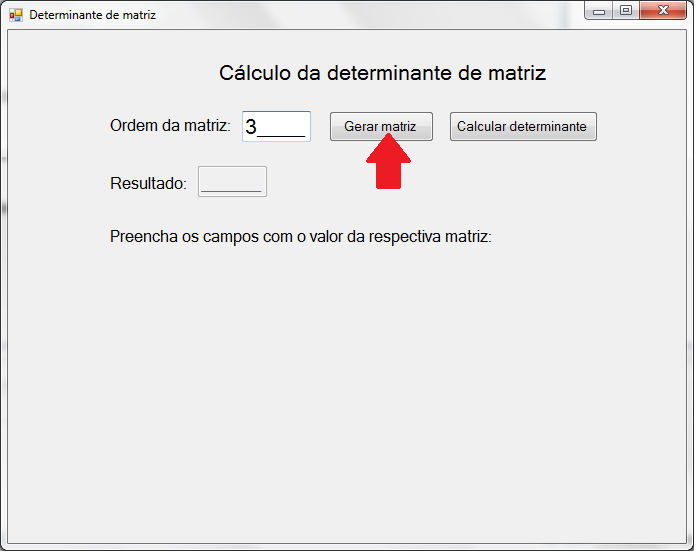 Determinante de matriz
Cálculo da determinante de matriz
Ordem da matriz: 3_____ Gerar matriz Calcular determinante
Resultado: _______
Preencha os campos com o valor da respectiva matriz: